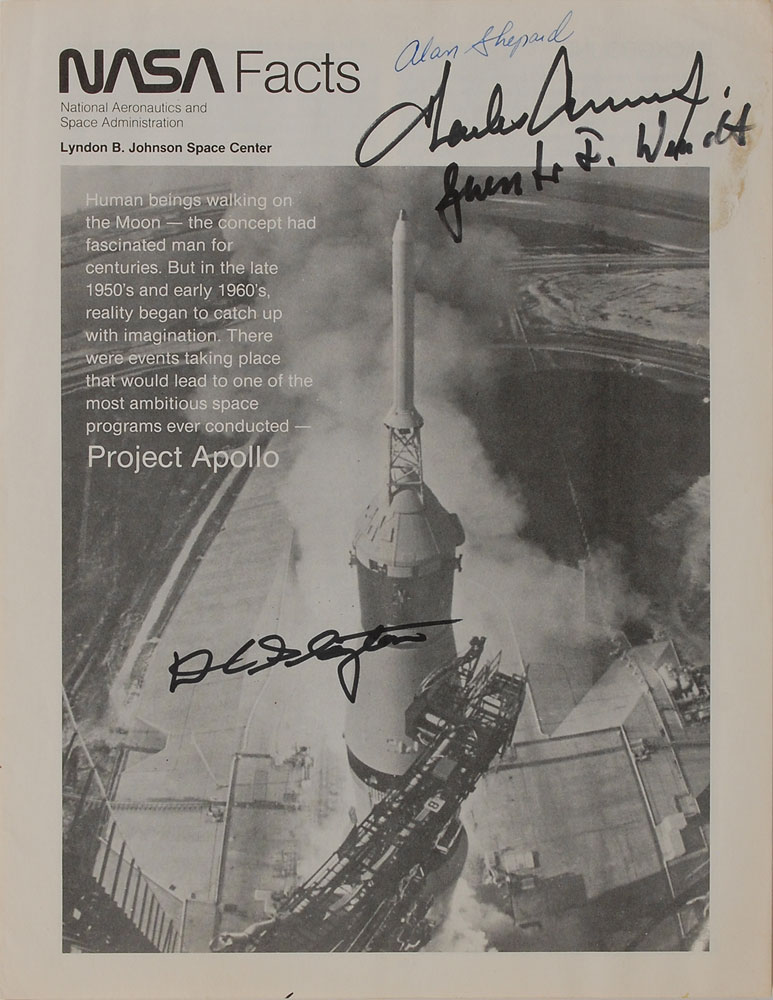 NASA Facts
National Aeronautics and
Space Administration
Lyndon B. Johnson Space Center
Alan Shepard
Guenter F. Wendt
Human beings walking on
the Moon — the concept had
fascinated man for
centuries. But in the late
1950's and early 1960's,
reality began to catch up
with imagination. There
were events taking place
that would lead to one of the
most ambitious space
programs ever conducted —
Project Apollo
D K Slayton